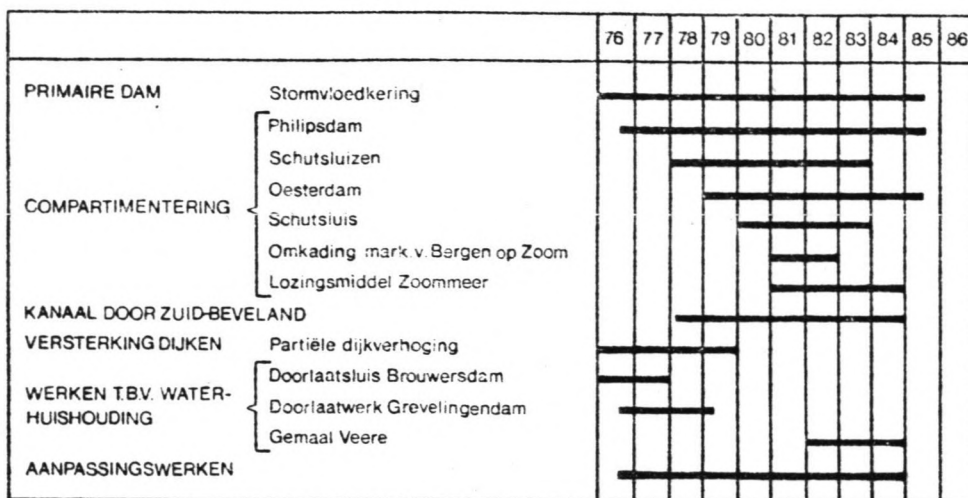 76 77 78 79 80 81 82 83 84 85 86
PRIMAIRE DAM Stormvloedkering
COMPARTIMENTERING
Philipsdam
Schutsluizen
Oesterdam
Schutsluis
Omkading mark.v. Bergen op Zoom
Lozingsmiddel Zoommeer
KANAAL DOOR ZUID-BEVELAND
VERSTERKING DIJKEN Partiële dijkverhoging
WERKEN T.B.V. WATER-
HUISHOUDING
Doorlaatsluis Brouwersdam
Doorlaatwerk Grevelingendam
Gemaal Veere
AANPASSINGSWERKEN